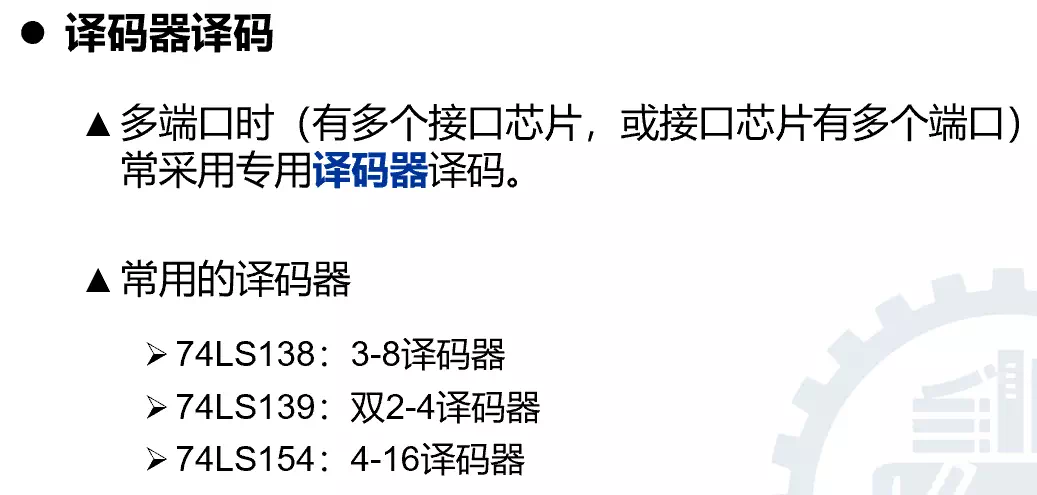 ● 译码器译码
▲多端口时（有多个接口芯片，或接口芯片有多个端口）
常采用专用译码器译码。
▲常用的译码器
➢74LS138：3-8译码器
➢74LS139：双2-4译码器
➢74LS154：4-16译码器